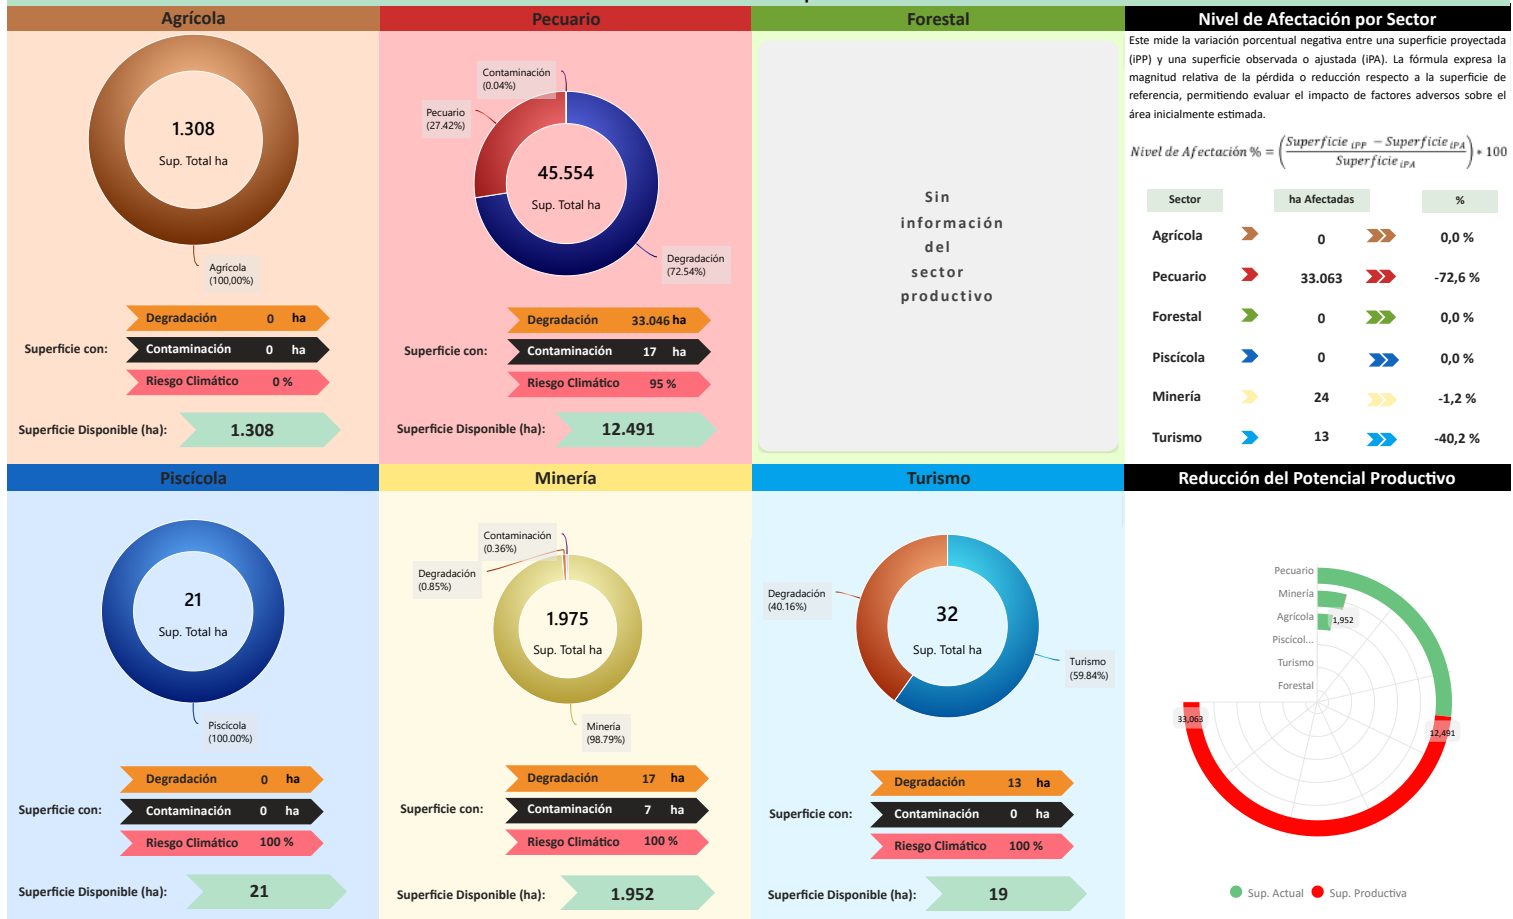 Agrícola
1.308
Sup. Total ha
Agrícola
(100,00%)
Superficie con:
Degradación 0 ha
Contaminación 0 ha
Riesgo Climático 0 %
Superficie Disponible (ha): 1.308
Pecuario
Contaminación
(0.04%)
Pecuario
(27.42%)
45.554
Sup. Total ha
Degradación
(72.54%)
Superficie con:
Degradación 33.046 ha
Contaminación 17 ha
Riesgo Climático 95 %
Superficie Disponible (ha): 12.491
Forestal
Sin
información
del
sector
productivo
Nivel de Afectación por Sector
Este mide la variación porcentual negativa entre una superficie proyectada
(iPP) y una superficie observada o ajustada (iPA). La fórmula expresa la
magnitud relativa de la pérdida o reducción respecto a la superficie de
referencia, permitiendo evaluar el impacto de factores adversos sobre el
área inicialmente estimada.
Nivel de Afectación % = (Superficie iPP − Superficie iPA / Superficie iPA) * 100
Sector ha Afectadas %
Agrícola 0 0,0 %
Pecuario 33.063 -72,6 %
Forestal 0 0,0 %
Piscícola 0 0,0 %
Minería 24 -1,2 %
Turismo 13 -40,2 %
Piscícola
21
Sup. Total ha
Piscícola
(100.00%)
Superficie con:
Degradación 0 ha
Contaminación 0 ha
Riesgo Climático 100 %
Superficie Disponible (ha): 21
Minería
Contaminación
(0.36%)
Degradación
(0.85%)
1.975
Sup. Total ha
Minería
(98.79%)
Superficie con:
Degradación 17 ha
Contaminación 7 ha
Riesgo Climático 100 %
Superficie Disponible (ha): 1.952
Turismo
Degradación
(40.16%)
32
Sup. Total ha
Turismo
(59.84%)
Superficie con:
Degradación 13 ha
Contaminación 0 ha
Riesgo Climático 100 %
Superficie Disponible (ha): 19
Reducción del Potencial Productivo
Pecuario
Minería
Agrícola
1,952
Piscícol...
Turismo
Forestal
33,063
12,491
Sup. Actual Sup. Productiva